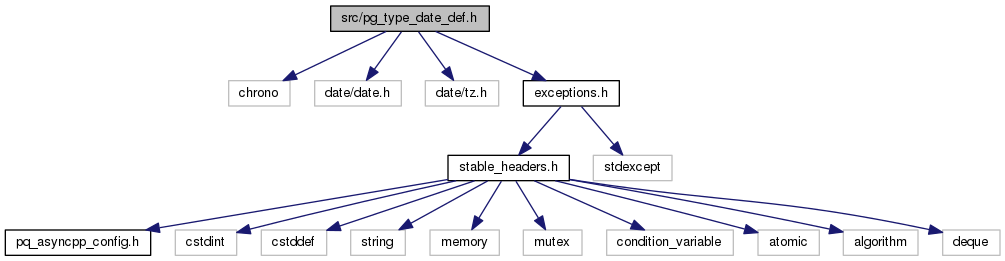 src/pg_type_date_def.h
chrono
date/date.h
date/tz.h
exceptions.h
stable_headers.h
stdexcept
pq_asyncpp_config.h
cstdint
cstddef
string
memory
mutex
condition_variable
atomic
algorithm
deque